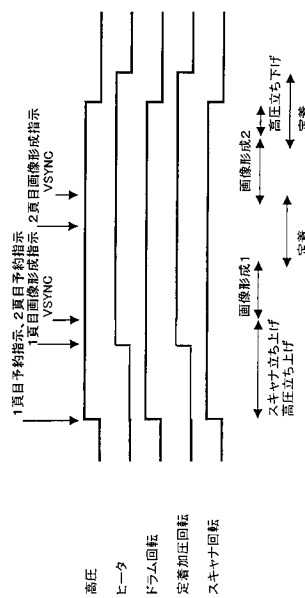 1頁目予約指示、2頁目予約指示
1頁目画像形成指示
VSYNC
2頁目画像形成指示
VSYNC
高圧
ヒータ
ドラム回転
定着加圧回転
スキャナ回転
スキャナ立ち上げ
高圧立ち上げ
画像形成1
定着
画像形成2
高圧立ち下げ
定着